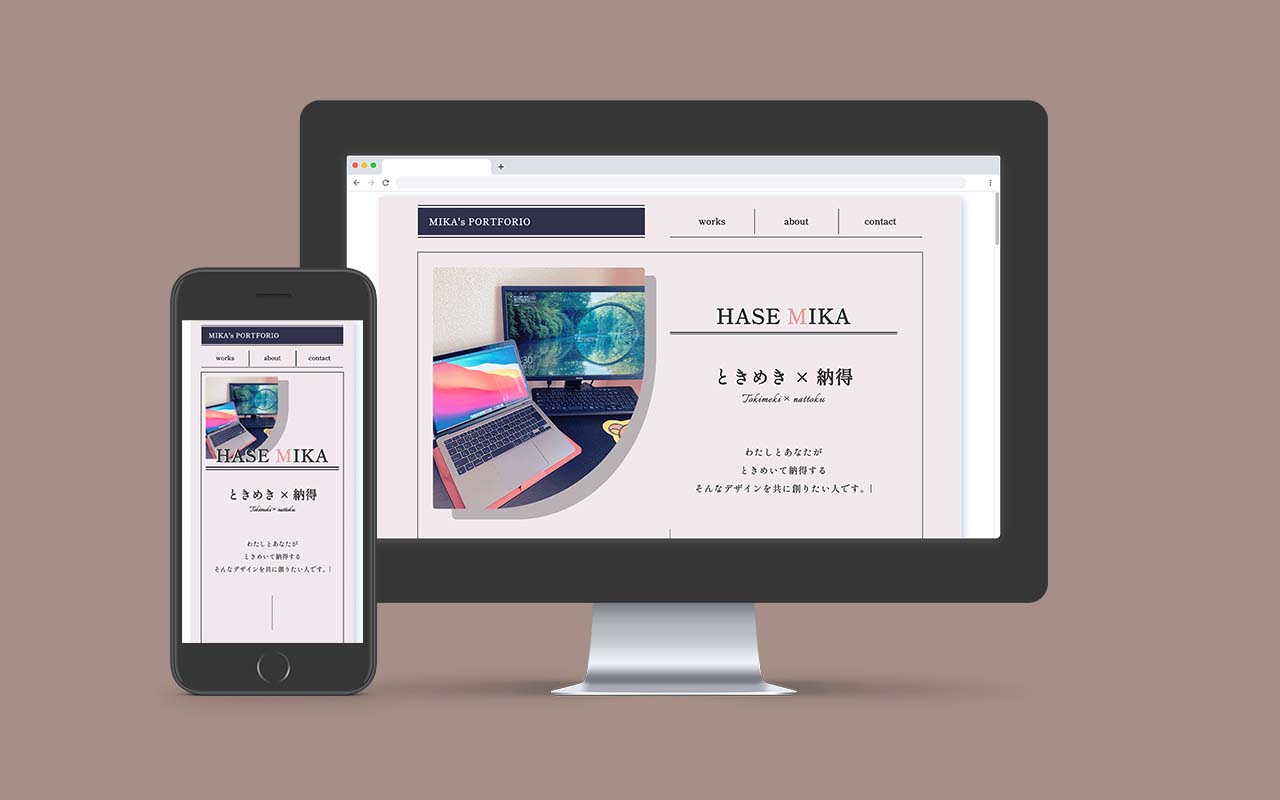 MIKA's PORTFORIO
works
about
contact
HASE MIKA
ときめき × 納得
Tokimeki × nattoku
わたしとあなたが
ときめいて納得する
そんなデザインを共に創りたい人です。|
MIKA's PORTFORIO
works
about
contact
HASE MIKA
ときめき × 納得
Tokimeki × nattoku
わたしとあなたが
ときめいて納得する
そんなデザインを共に創りたい人です。|